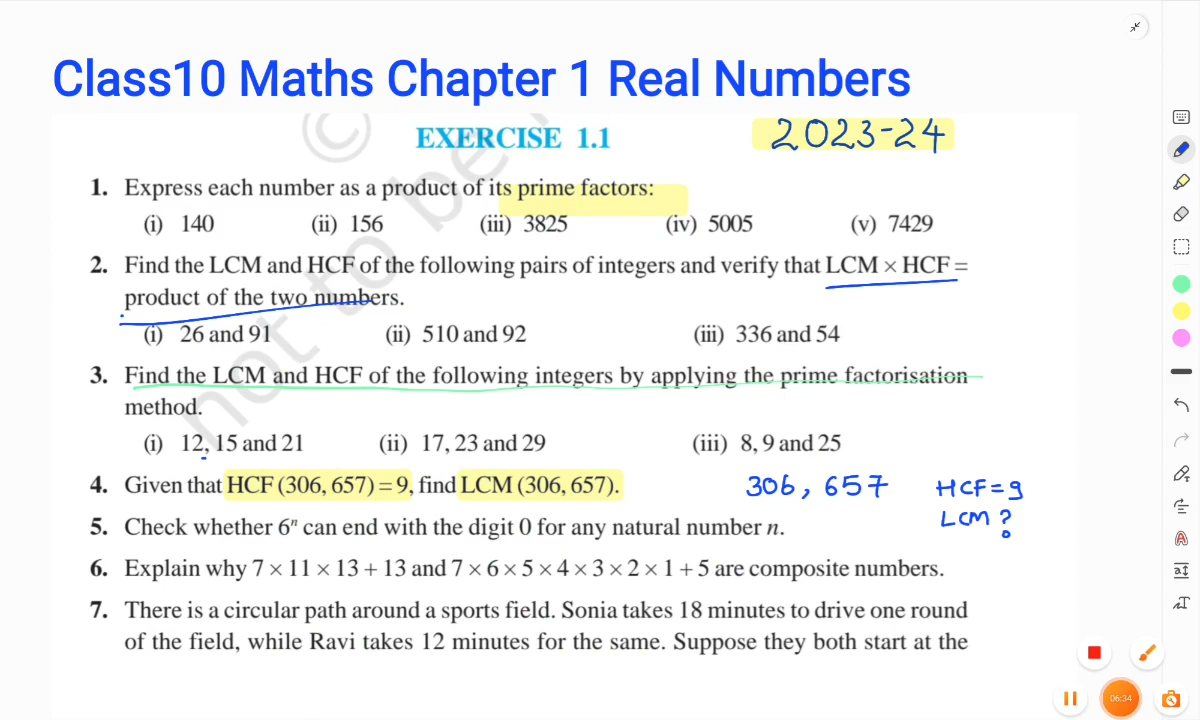 Class10 Maths Chapter 1 Real Numbers
EXERCISE 1.1
2023-24
1. Express each number as a product of its prime factors:
(i) 140 (ii) 156 (iii) 3825 (iv) 5005 (v) 7429
2. Find the LCM and HCF of the following pairs of integers and verify that LCM × HCF =
product of the two numbers.
(i) 26 and 91 (ii) 510 and 92 (iii) 336 and 54
3. Find the LCM and HCF of the following integers by applying the prime factorisation
method.
(i) 12, 15 and 21 (ii) 17, 23 and 29 (iii) 8, 9 and 25
4. Given that HCF (306, 657) = 9, find LCM (306, 657). 306, 657 HCF = 9
LCM ?
5. Check whether 6ⁿ can end with the digit 0 for any natural number n.
6. Explain why 7 × 11 × 13 + 13 and 7 × 6 × 5 × 4 × 3 × 2 × 1 + 5 are composite numbers.
7. There is a circular path around a sports field. Sonia takes 18 minutes to drive one round
of the field, while Ravi takes 12 minutes for the same. Suppose they both start at the
© not to be
06:34